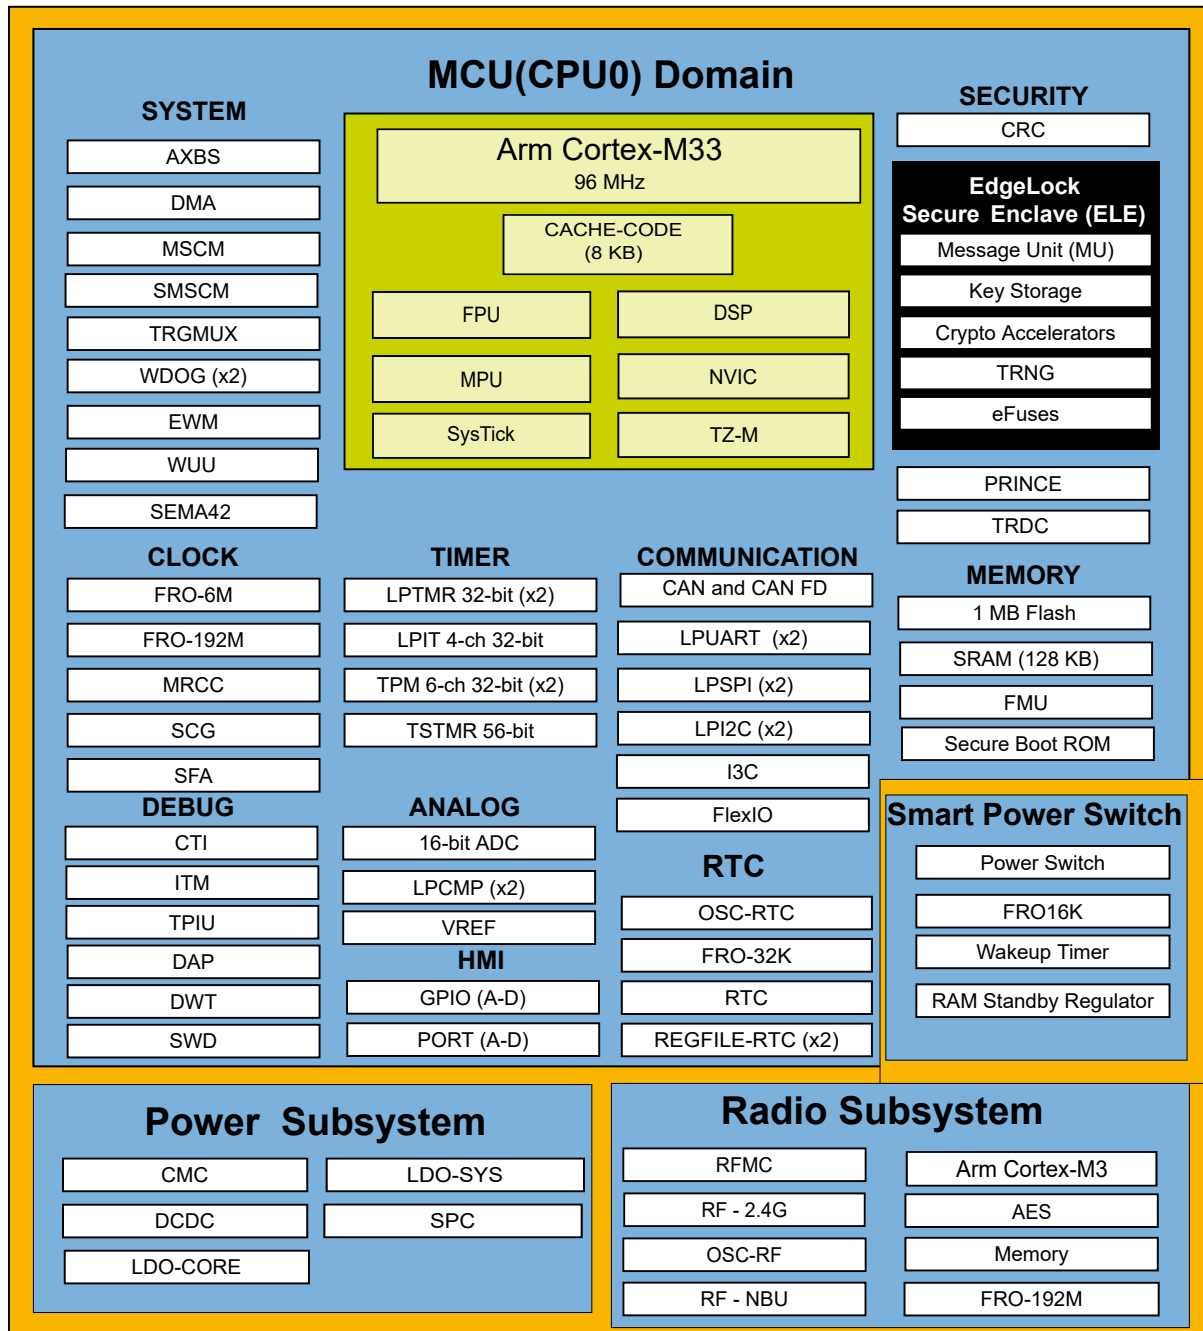 MCU(CPU0) Domain
SYSTEM
AXBS
DMA
MSCM
SMSCM
TRGMUX
WDOG (x2)
EWM
WUU
SEMA42
Arm Cortex-M33
96 MHz
CACHE-CODE
(8 KB)
FPU
DSP
MPU
NVIC
SysTick
TZ-M
SECURITY
CRC
EdgeLock
Secure Enclave (ELE)
Message Unit (MU)
Key Storage
Crypto Accelerators
TRNG
eFuses
PRINCE
TRDC
CLOCK
FRO-6M
FRO-192M
MRCC
SCG
SFA
TIMER
LPTMR 32-bit (x2)
LPIT 4-ch 32-bit
TPM 6-ch 32-bit (x2)
TSTMR 56-bit
COMMUNICATION
CAN and CAN FD
LPUART (x2)
LPSPI (x2)
LPI2C (x2)
I3C
FlexIO
MEMORY
1 MB Flash
SRAM (128 KB)
FMU
Secure Boot ROM
DEBUG
CTI
ITM
TPIU
DAP
DWT
SWD
ANALOG
16-bit ADC
LPCMP (x2)
VREF
HMI
GPIO (A-D)
PORT (A-D)
RTC
OSC-RTC
FRO-32K
RTC
REGFILE-RTC (x2)
Smart Power Switch
Power Switch
FRO16K
Wakeup Timer
RAM Standby Regulator
Power Subsystem
CMC
LDO-SYS
DCDC
SPC
LDO-CORE
Radio Subsystem
RFMC
Arm Cortex-M3
RF - 2.4G
AES
OSC-RF
Memory
RF - NBU
FRO-192M